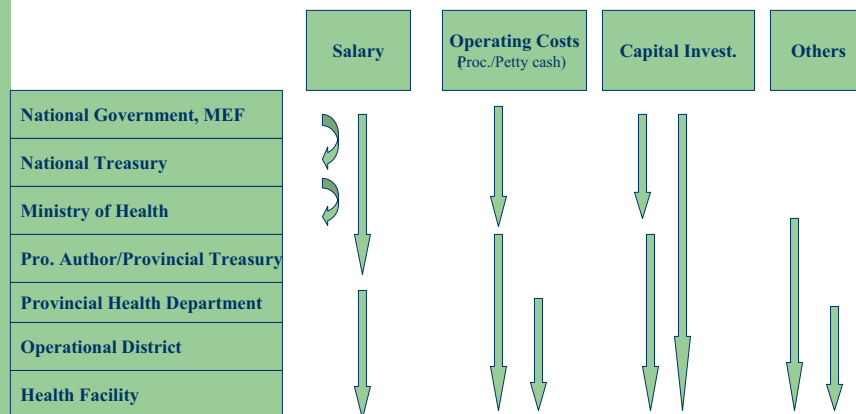 Salary
Operating Costs
(Proc./Petty cash)
Capital Invest.
Others
National Government, MEF
National Treasury
Ministry of Health
Pro. Author/Provincial Treasury
Provincial Health Department
Operational District
Health Facility